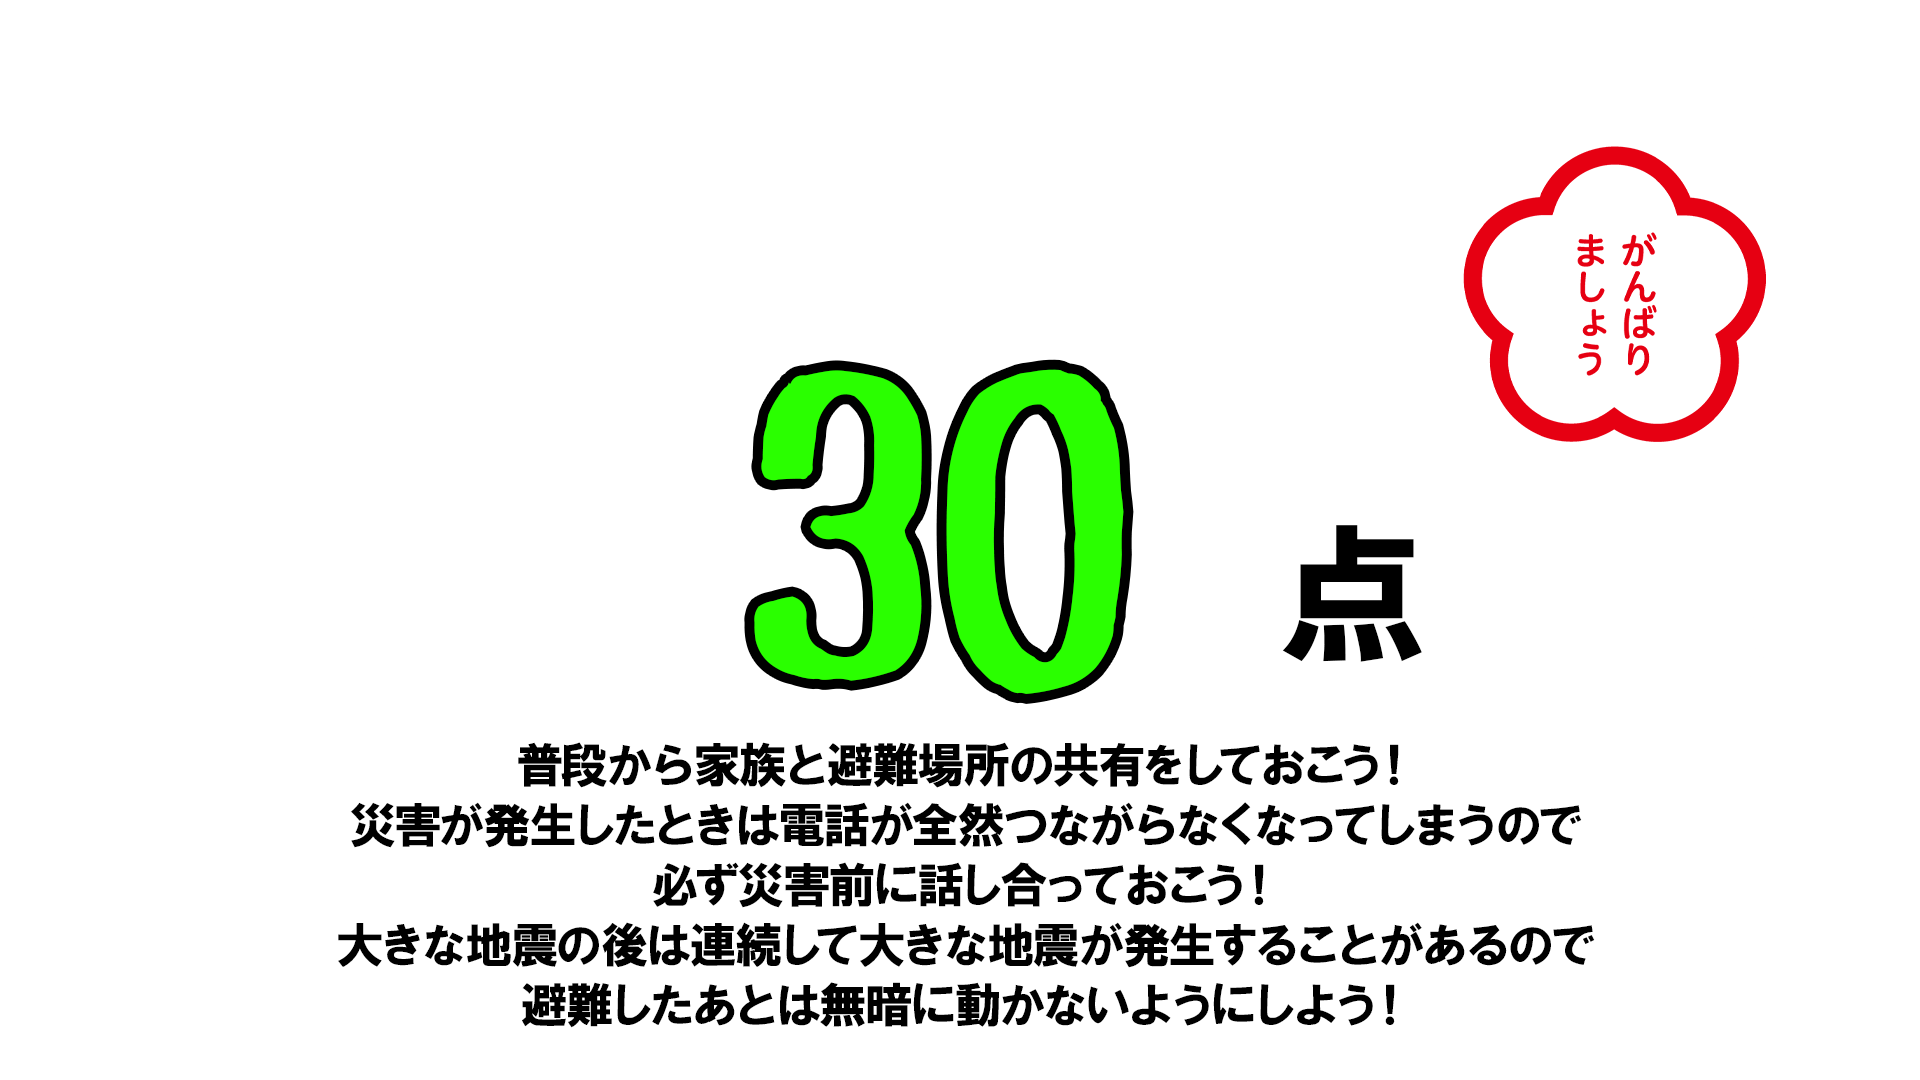 がんばり
ましょう
30点
普段から家族と避難場所の共有をしておこう！
災害が発生したときは電話が全然つながらなくなってしまうので
必ず災害前に話し合っておこう！
大きな地震の後は連続して大きな地震が発生することがあるので
避難したあとは無暗に動かないようにしよう！